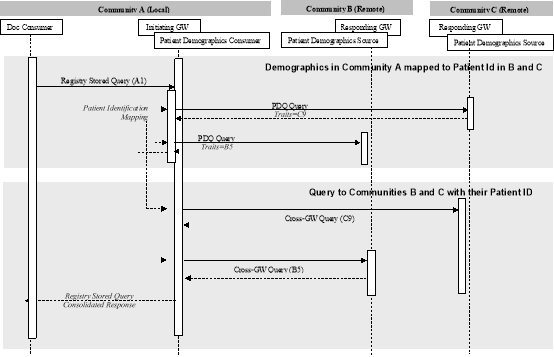 Community A (Local)
Community B (Remote)
Community C (Remote)
Doc Consumer
Initiating GW
Responding GW
Responding GW
Patient Demographics Consumer
Patient Demographics Source
Patient Demographics Source
Demographics in Community A mapped to Patient Id in B and C
Registry Stored Query (A1)
Patient Identification
Mapping
PDQ Query
Traits=C9
PDQ Query
Traits=B5
Query to Communities B and C with their Patient ID
Cross-GW Query (C9)
Cross-GW Query (B5)
Registry Stored Query
Consolidated Response